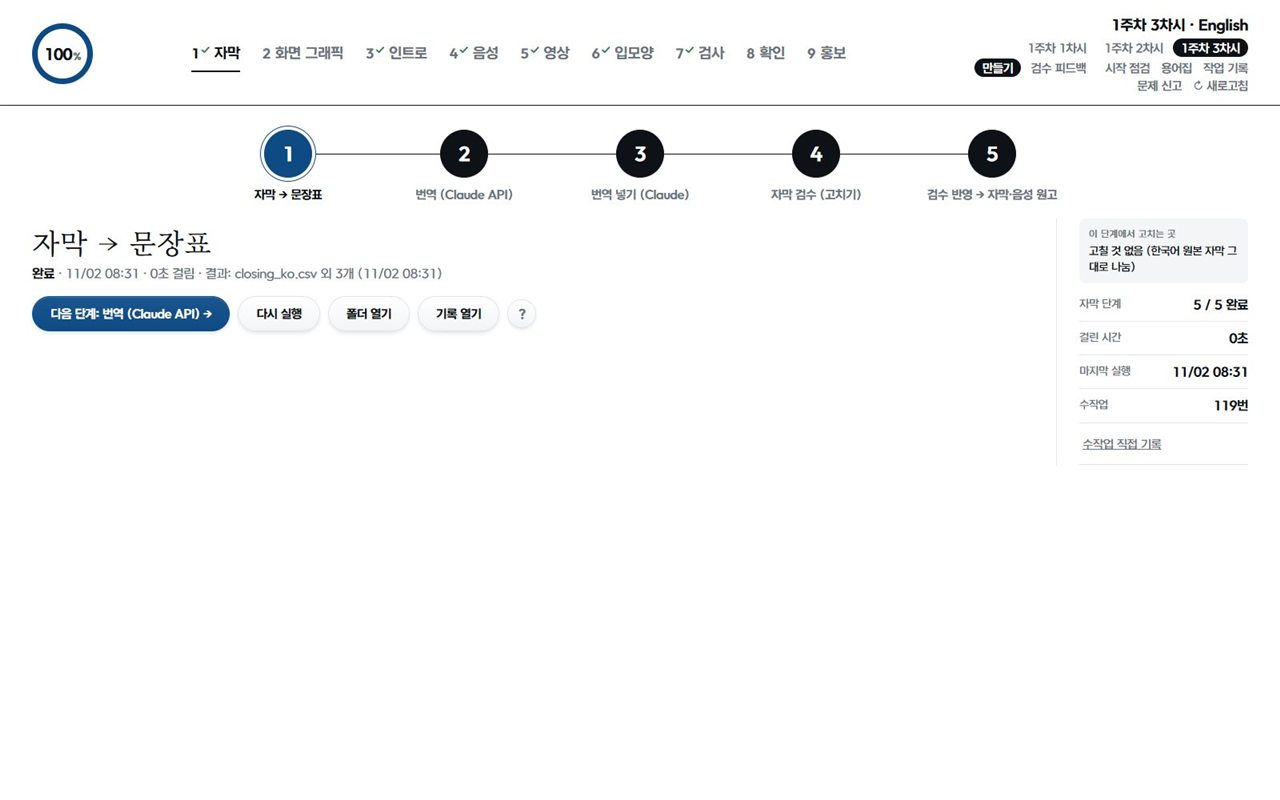 100%
1 자막
2 화면 그래픽
3 인트로
4 음성
5 영상
6 입모양
7 검사
8 확인
9 홍보
1주차 3차시 · English
1주차 1차시 1주차 2차시 1주차 3차시
만들기 검수 피드백 시작 점검 용어집 작업 기록
문제 신고 새로고침
1
2
3
4
5
자막 → 문장표
번역 (Claude API)
번역 넣기 (Claude)
자막 검수 (고치기)
검수 반영 → 자막·음성 원고
자막 → 문장표
완료 · 11/02 08:31 · 0초 걸림 · 결과: closing_ko.csv 외 3개 (11/02 08:31)
다음 단계: 번역 (Claude API) →
다시 실행
폴더 열기
기록 열기
?
이 단계에서 고치는 곳
고칠 것 없음 (한국어 원본 자막 그
대로 나눔)
자막 단계 5 / 5 완료
걸린 시간 0초
마지막 실행 11/02 08:31
수작업 119번
수작업 직접 기록